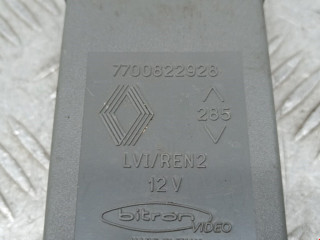 7700822928
285
LVI/REN2
12 V
bitron
VIDEO